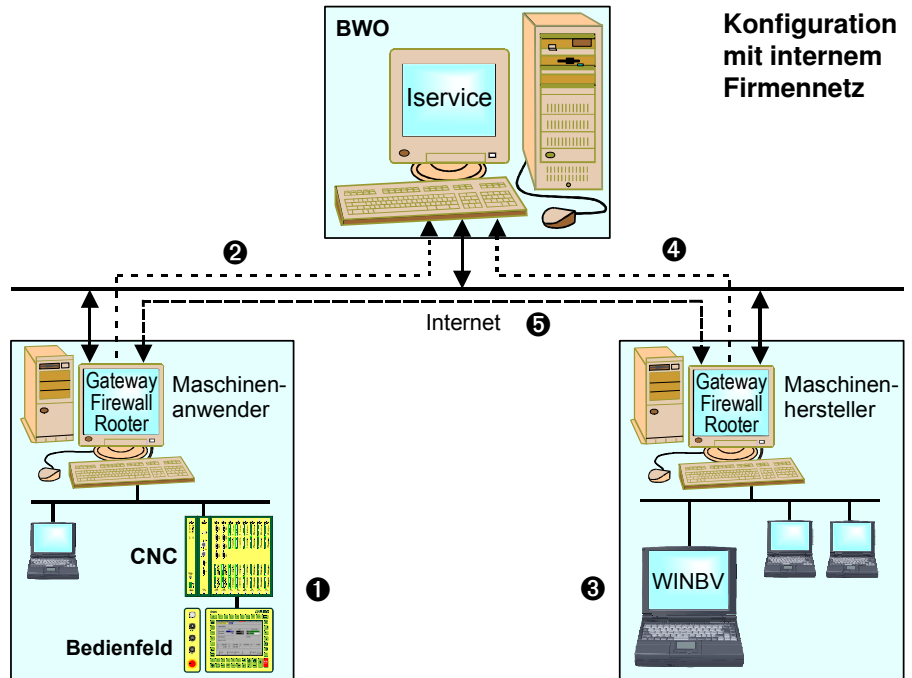 BWO
Konfiguration
mit internem
Firmennetz
Iservice
❷
❹
Internet
❺
Gateway
Firewall
Rooter
Maschinen-
anwender
Gateway
Firewall
Rooter
Maschinen-
hersteller
CNC
❶
❸
WINBV
Bedienfeld